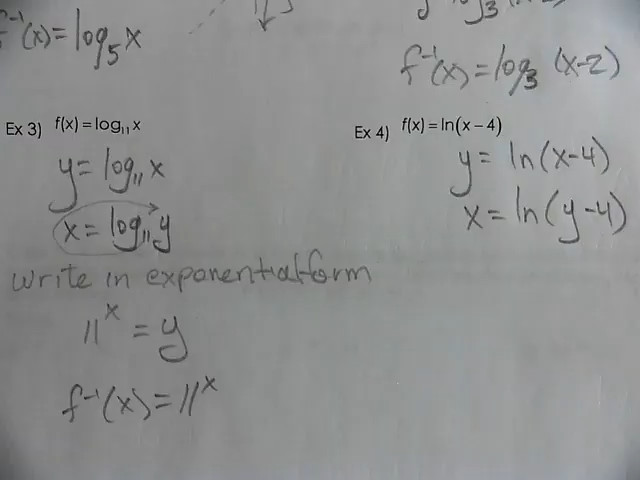 f⁻¹(x) = log₅ x
f⁻¹(x) = log₃ (x-2)
Ex 3) f(x) = log₁₁ x
y = log₁₁ x
x = log₁₁ y
write in exponential form
11ˣ = y
f⁻¹(x) = 11ˣ
Ex 4) f(x) = ln(x – 4)
y = ln(x-4)
x = ln(y-4)